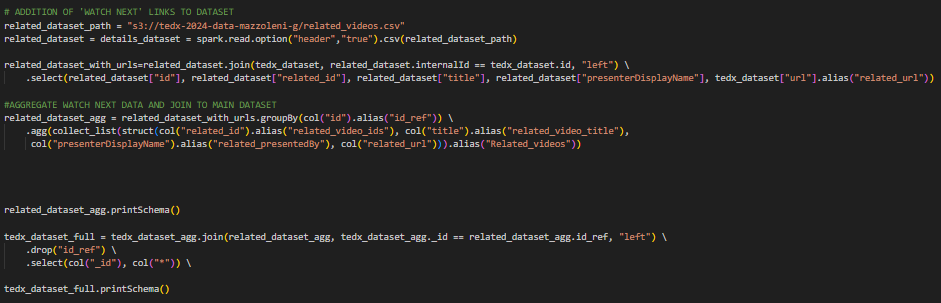 # ADDITION OF 'WATCH NEXT' LINKS TO DATASET
related_dataset_path = "s3://tedx-2024-data-mazzoleni-g/related_videos.csv"
related_dataset = details_dataset = spark.read.option("header","true").csv(related_dataset_path)
related_dataset_with_urls=related_dataset.join(tedx_dataset, related_dataset.internalId == tedx_dataset.id, "left") \
.select(related_dataset["id"], related_dataset["related_id"], related_dataset["title"], related_dataset["presenterDisplayName"], tedx_dataset["url"].alias("related_url"))
#AGGREGATE WATCH NEXT DATA AND JOIN TO MAIN DATASET
related_dataset_agg = related_dataset_with_urls.groupBy(col("id").alias("id_ref")) \
.agg(collect_list(struct(col("related_id").alias("related_video_ids"), col("title").alias("related_video_title"),
col("presenterDisplayName").alias("related_presentedBy"), col("related_url"))).alias("Related_videos"))
related_dataset_agg.printSchema()
tedx_dataset_full = tedx_dataset_agg.join(related_dataset_agg, tedx_dataset_agg._id == related_dataset_agg.id_ref, "left") \
.drop("id_ref") \
.select(col("_id"), col("*")) \
tedx_dataset_full.printSchema()